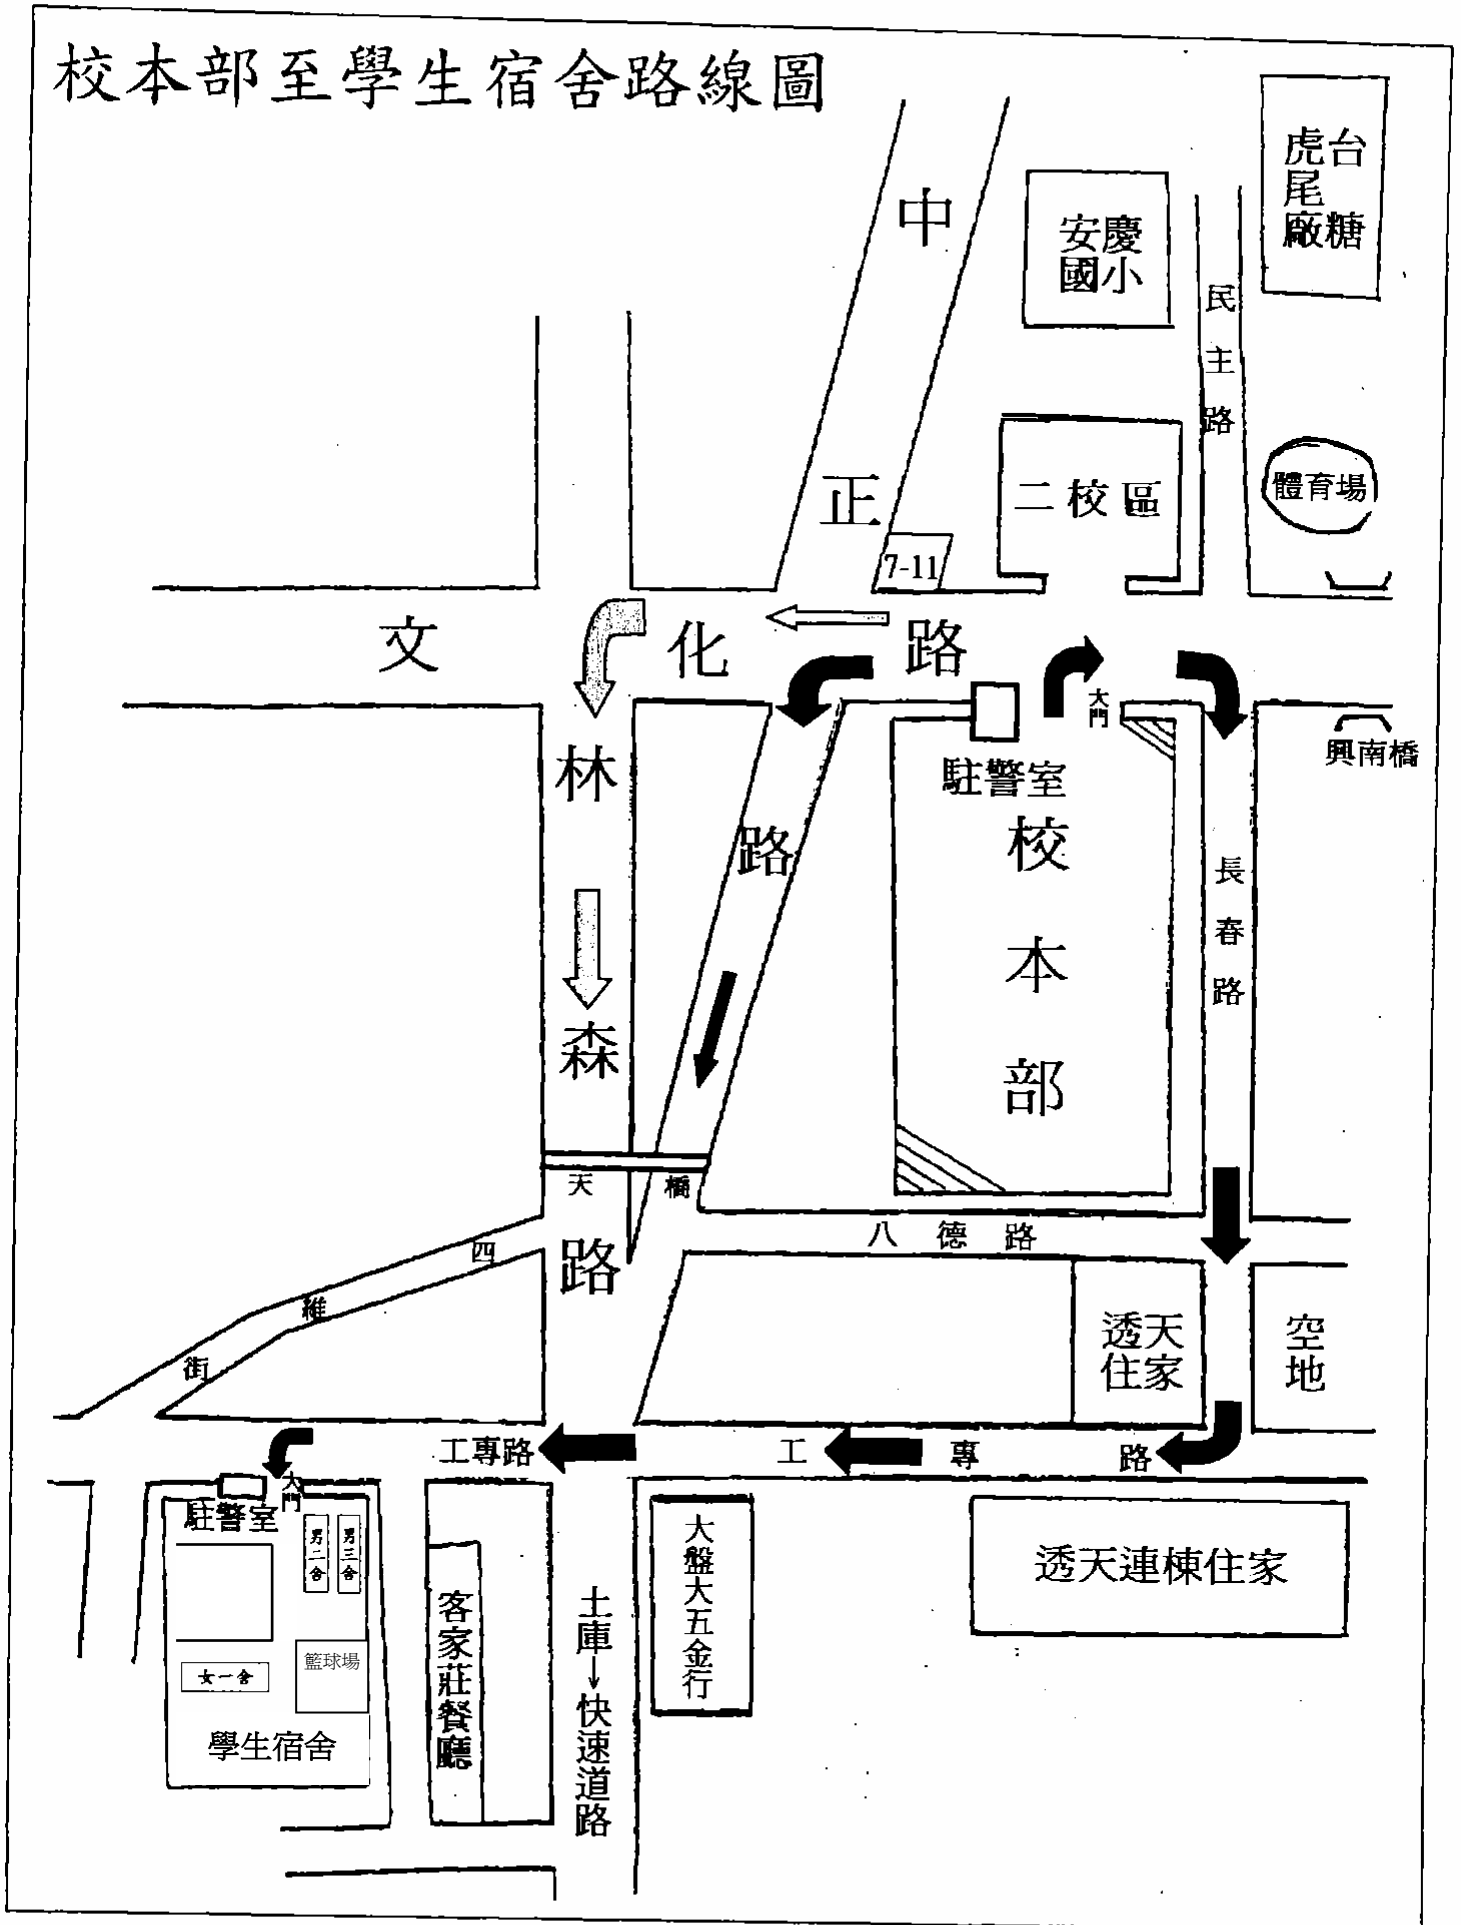 校本部至學生宿舍路線圖
台糖
虎尾廠
中
安慶
國小
民主路
正
二校區
體育場
7-11
文化路
大門
興南橋
駐警室
林
路
校本部
長春路
森
天橋
八德路
四維街
路
透天
住家
空地
工專路
工專路
大門
駐警室
男二舍
男三舍
籃球場
女一舍
學生宿舍
客家莊餐廳
土庫→快速道路
大盤大五金行
透天連棟住家